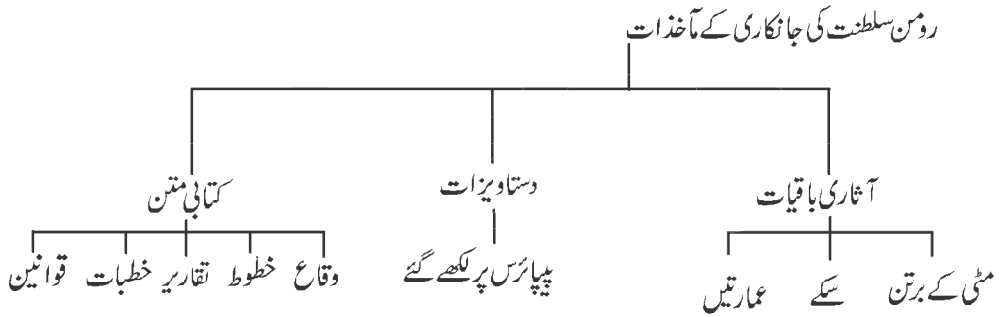 رومن سلطنت کی جانکاری کے مآخذات
آثاری باقیات
دستاویزات
کتابی متن
مٹی کے برتن
سکے
عمارتیں
پیپائرس پر لکھے گئے
وقاع
خطوط
تقاریر
خطبات
قوانین